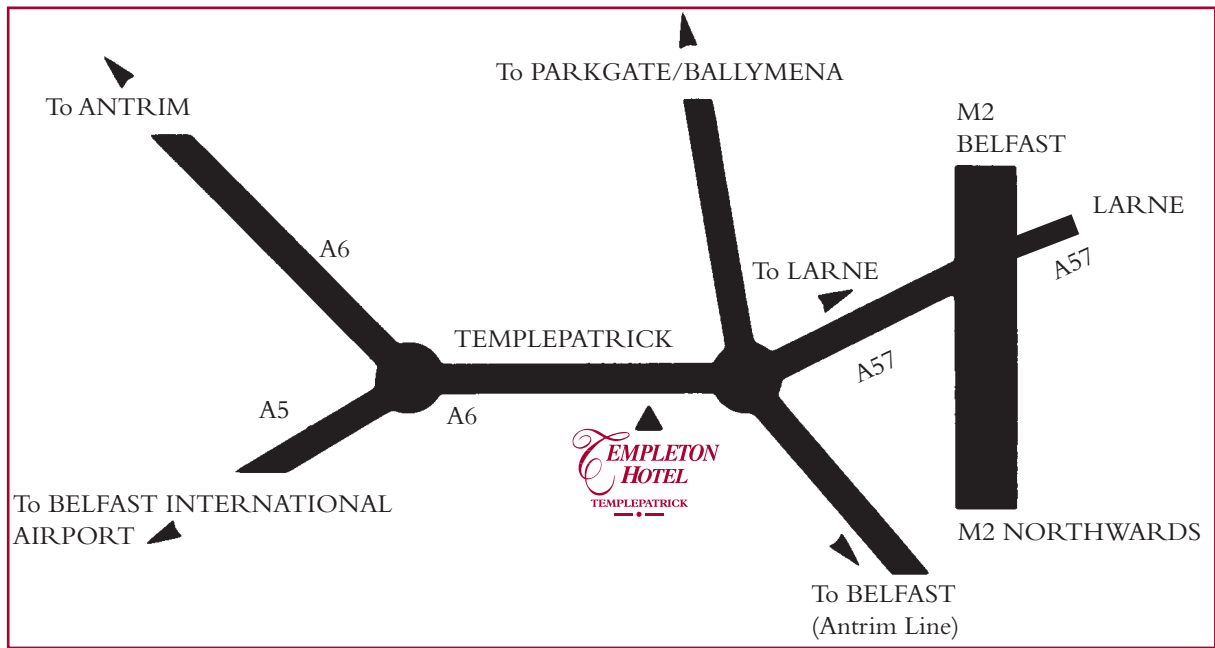 To PARKGATE/BALLYMENA
To ANTRIM
M2
BELFAST
LARNE
A6
To LARNE
A57
TEMPLEPATRICK
A57
A5
A6
TEMPLETON
HOTEL
TEMPLEPATRICK
To BELFAST INTERNATIONAL
AIRPORT
M2 NORTHWARDS
To BELFAST
(Antrim Line)